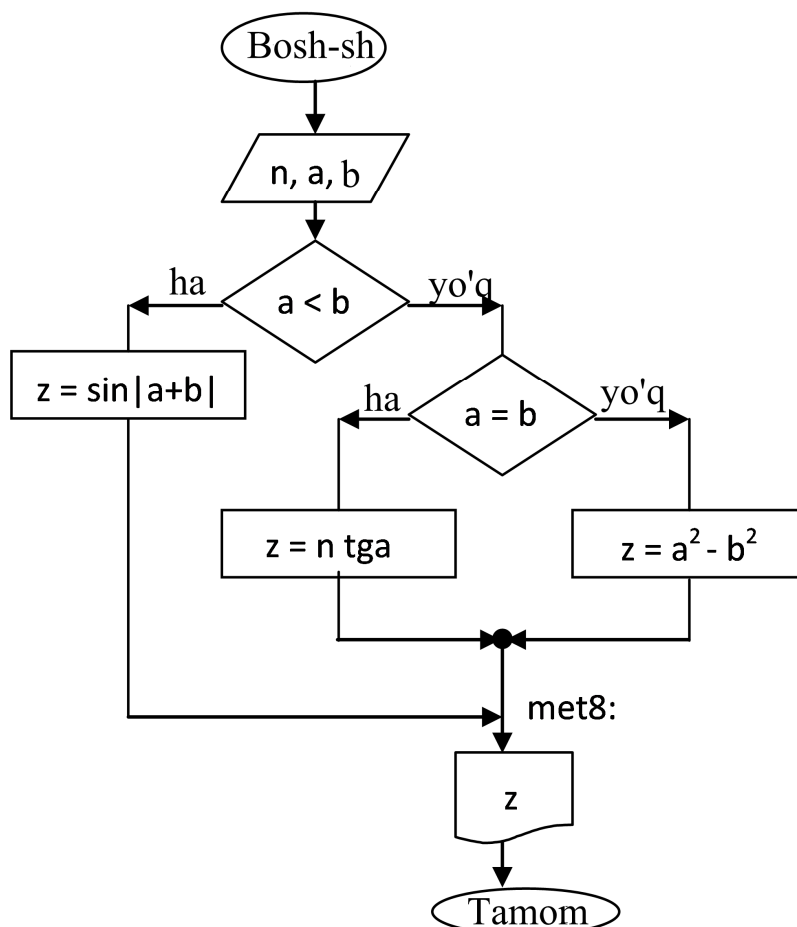 Bosh-sh
n, a, b
ha
a < b
yo'q
z = sin|a+b|
ha
a = b
yo'q
z = n tga
z = a² - b²
met8:
z
Tamom